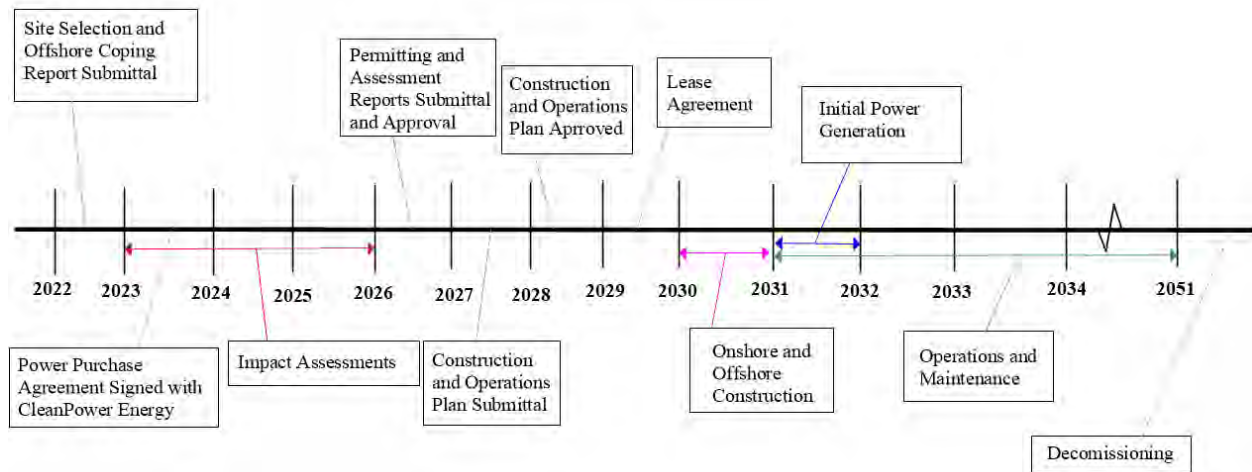 Site Selection and
Offshore Coping
Report Submittal
Permitting and
Assessment
Reports Submittal
and Approval
Construction
and Operations
Plan Aprroved
Lease
Agreement
Initial Power
Generation
2022 2023 2024 2025 2026 2027 2028 2029 2030 2031 2032 2033 2034 2051
Power Purchase
Agreement Signed with
CleanPower Energy
Impact Assessments
Construction
and Operations
Plan Submittal
Onshore and
Offshore
Construction
Operations and
Maintenance
Decomissioning